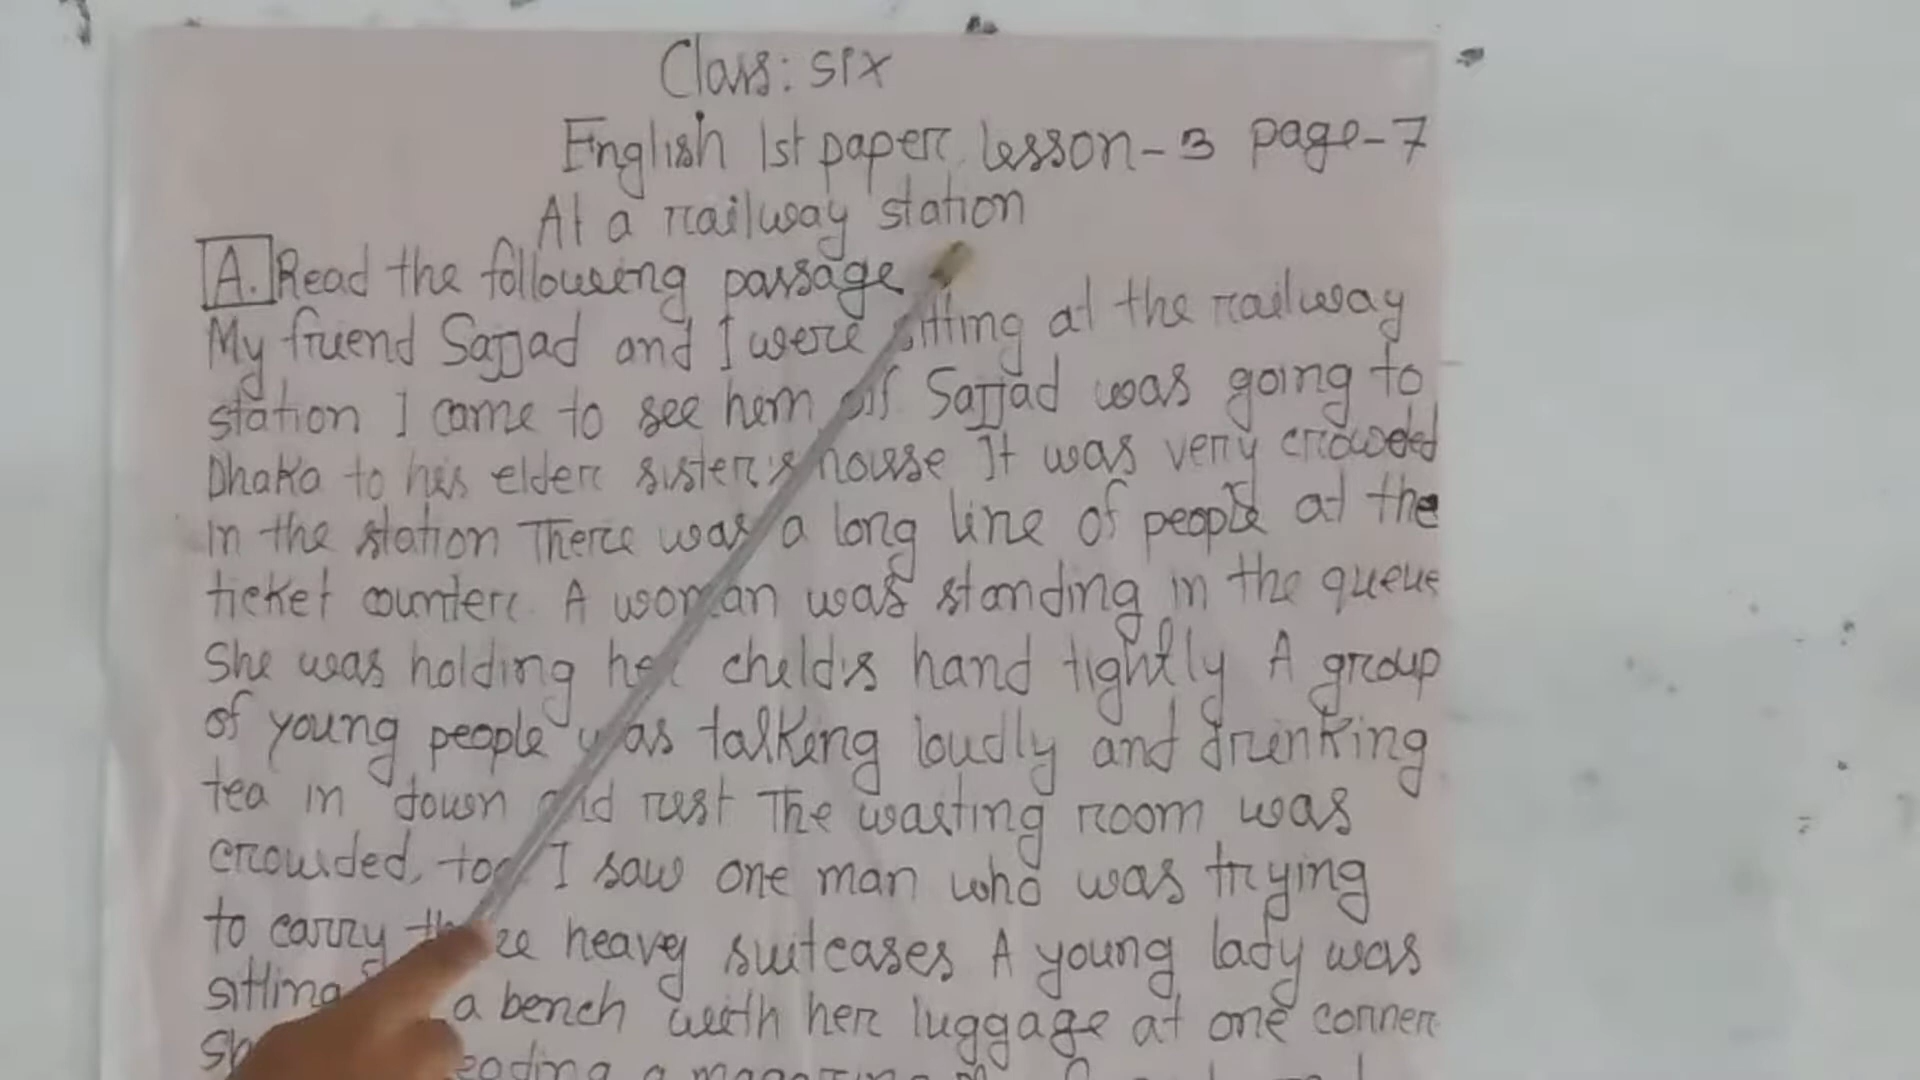 Class: six
English 1st paper lesson-3 page-7
At a railway station
A. Read the following passage
My friend Sajjad and I were sitting at the railway
station I came to see him off Sajjad was going to
Dhaka to his elder sister's house It was very crowded
In the station There was a long line of people at the
ticket counter. A woman was standing in the queue
She was holding her child's hand tightly A group
of young people was talking loudly and drinking
tea in down and rest The waiting room was
crowded, too I saw one man who was trying
to carry three heavy suitcases A young lady was
sitting a bench with her luggage at one corner
a